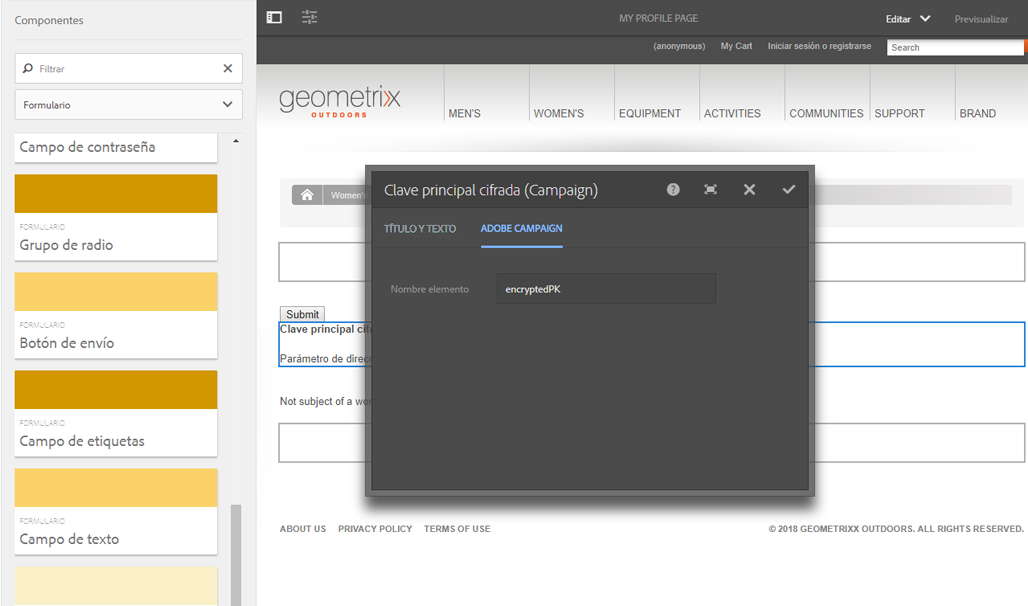 Componentes
Filtrar
Formulario
Campo de contraseña
FORMULARIO
Grupo de radio
FORMULARIO
Botón de envío
FORMULARIO
Campo de etiquetas
FORMULARIO
Campo de texto
MY PROFILE PAGE
Editar
Previsualizar
(anonymous) My Cart Iniciar sesión o registrarse Search
geometrixx
OUTDOORS
MEN'S WOMEN'S EQUIPMENT ACTIVITIES COMMUNITIES SUPPORT BRAND
Women's
Clave principal cifrada (Campaign)
TÍTULO Y TEXTO ADOBE CAMPAIGN
Nombre elemento encryptedPK
Submit
Clave principal
Parámetro de
Not subject of a
ABOUT US PRIVACY POLICY TERMS OF USE © 2018 GEOMETRIXX OUTDOORS. ALL RIGHTS RESERVED.